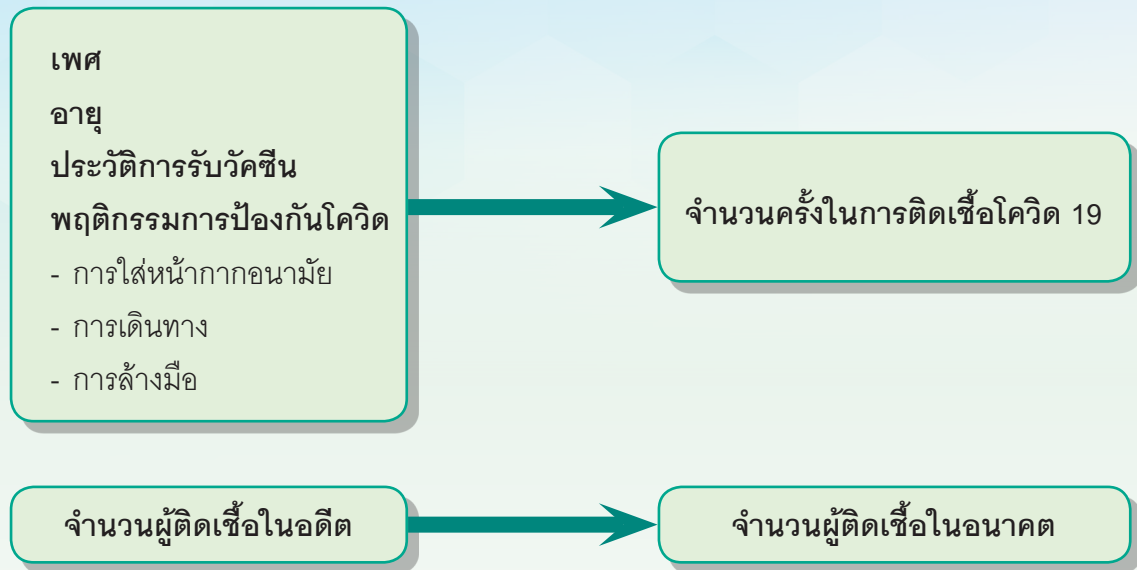 เพศ
อายุ
ประวัติการรับวัคซีน
พฤติกรรมการป้องกันโควิด
- การใส่หน้ากากอนามัย
- การเดินทาง
- การล้างมือ
จำนวนครั้งในการติดเชื้อโควิด 19
จำนวนผู้ติดเชื้อในอดีต
จำนวนผู้ติดเชื้อในอนาคต